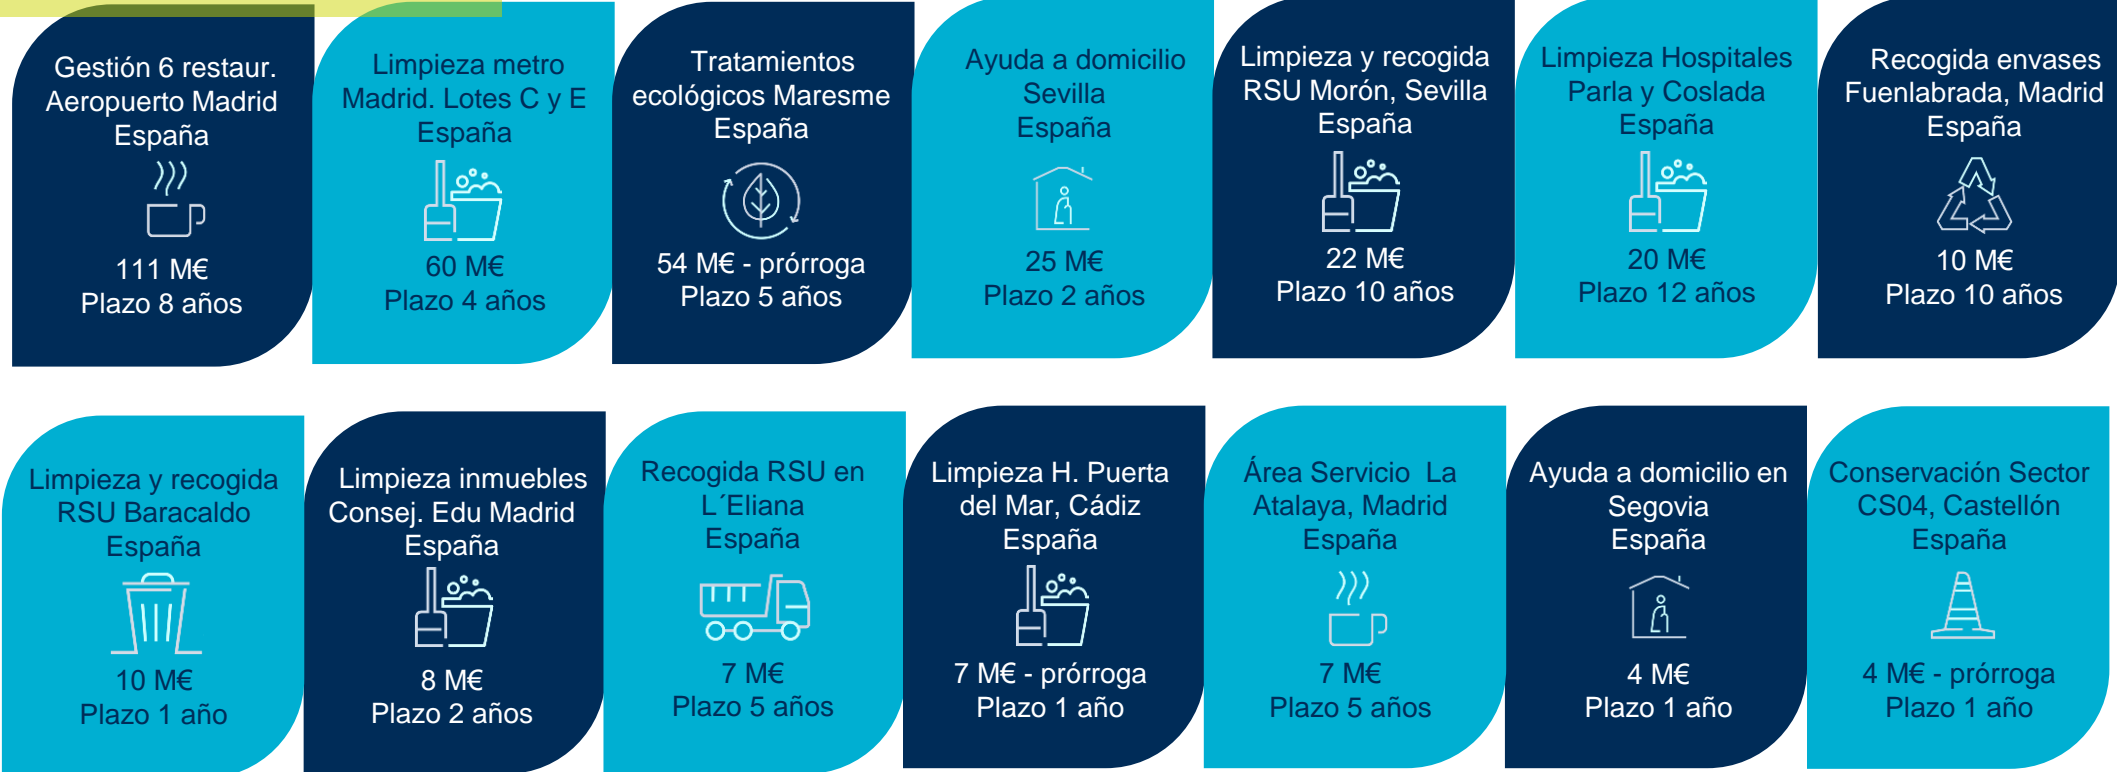 Gestión 6 restaur.
Aeropuerto Madrid
España
111 M€
Plazo 8 años
Limpieza metro
Madrid. Lotes C y E
España
60 M€
Plazo 4 años
Tratamientos
ecológicos Maresme
España
54 M€ - prórroga
Plazo 5 años
Ayuda a domicilio
Sevilla
España
25 M€
Plazo 2 años
Limpieza y recogida
RSU Morón, Sevilla
España
22 M€
Plazo 10 años
Limpieza Hospitales
Parla y Coslada
España
20 M€
Plazo 12 años
Recogida envases
Fuenlabrada, Madrid
España
10 M€
Plazo 10 años
Limpieza y recogida
RSU Baracaldo
España
10 M€
Plazo 1 año
Limpieza inmuebles
Consej. Edu Madrid
España
8 M€
Plazo 2 años
Recogida RSU en
L´Eliana
España
7 M€
Plazo 5 años
Limpieza H. Puerta
del Mar, Cádiz
España
7 M€ - prórroga
Plazo 1 año
Área Servicio La
Atalaya, Madrid
España
7 M€
Plazo 5 años
Ayuda a domicilio en
Segovia
España
4 M€
Plazo 1 año
Conservación Sector
CS04, Castellón
España
4 M€ - prórroga
Plazo 1 año